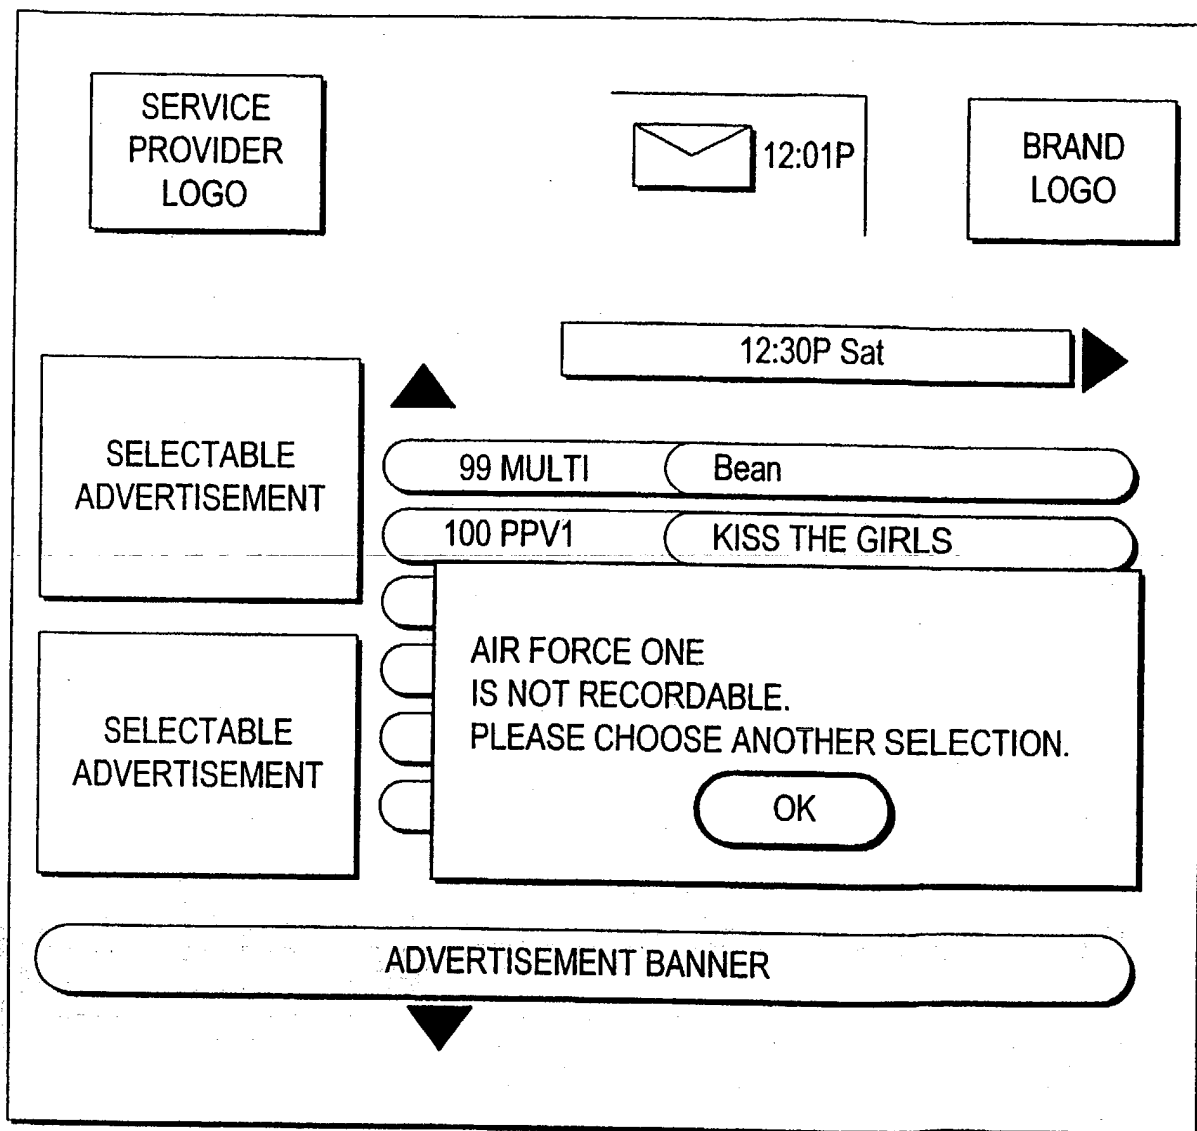 SERVICE
PROVIDER
LOGO
12:01P
BRAND
LOGO
12:30P Sat
SELECTABLE
ADVERTISEMENT
99 MULTI Bean
100 PPV1 KISS THE GIRLS
AIR FORCE ONE
IS NOT RECORDABLE.
PLEASE CHOOSE ANOTHER SELECTION.
OK
SELECTABLE
ADVERTISEMENT
ADVERTISEMENT BANNER